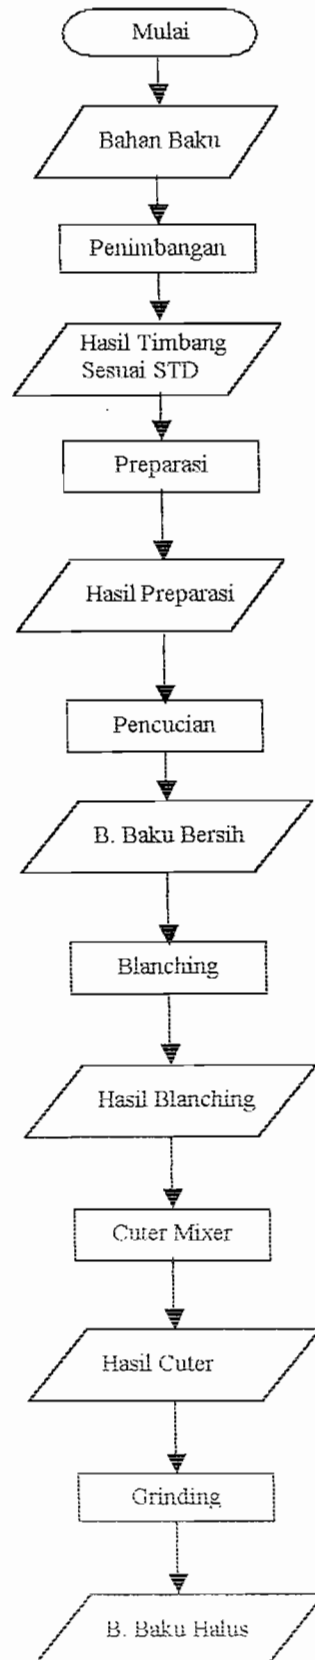 Mulai
Bahan Baku
Penimbangan
Hasil Timbang
Sesuai STD
Preparasi
Hasil Preparasi
Pencucian
B. Baku Bersih
Blanching
Hasil Blanching
Cuter Mixer
Hasil Cuter
Grinding
B. Baku Halus